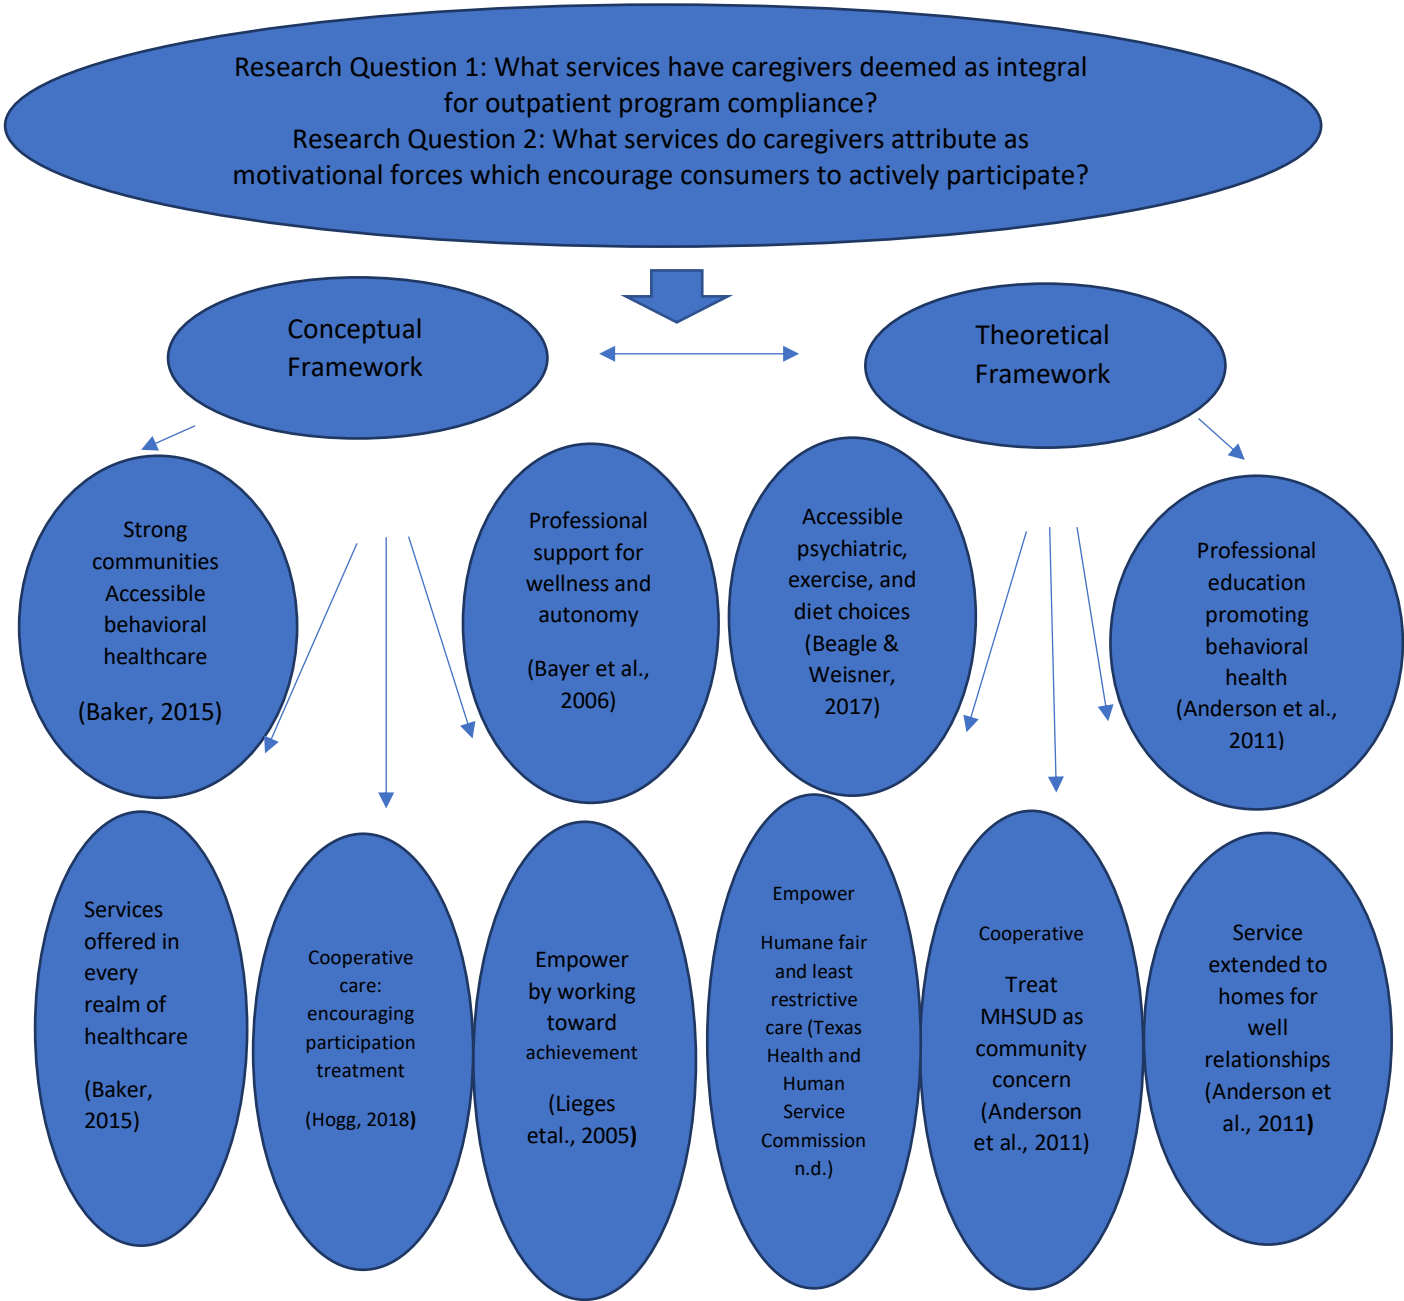 Research Question 1: What services have caregivers deemed as integral
for outpatient program compliance?
Research Question 2: What services do caregivers attribute as
motivational forces which encourage consumers to actively participate?
Conceptual
Framework
Theoretical
Framework
Strong
communities
Accessible
behavioral
healthcare
(Baker, 2015)
Professional
support for
wellness and
autonomy
(Bayer et al.,
2006)
Accessible
psychiatric,
exercise, and
diet choices
(Beagle &
Weisner,
2017)
Professional
education
promoting
behavioral
health
(Anderson et al.,
2011)
Services
offered in
every
realm of
healthcare
(Baker,
2015)
Cooperative
care:
encouraging
participation
treatment
(Hogg, 2018)
Empower
by working
toward
achievement
(Lieges
etal., 2005)
Empower
Humane fair
and least
restrictive
care (Texas
Health and
Human
Service
Commission
n.d.)
Cooperative
Treat
MHSUD as
community
concern
(Anderson
et al., 2011)
Service
extended to
homes for
well
relationships
(Anderson et
al., 2011)